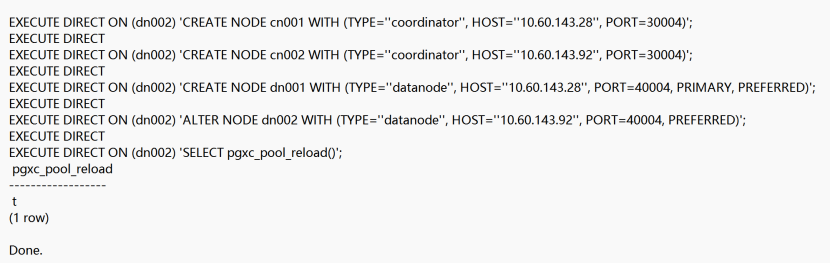 EXECUTE DIRECT ON (dn002) 'CREATE NODE cn001 WITH (TYPE=''coordinator'', HOST=''10.60.143.28'', PORT=30004)';
EXECUTE DIRECT
EXECUTE DIRECT ON (dn002) 'CREATE NODE cn002 WITH (TYPE=''coordinator'', HOST=''10.60.143.92'', PORT=30004)';
EXECUTE DIRECT
EXECUTE DIRECT ON (dn002) 'CREATE NODE dn001 WITH (TYPE=''datanode'', HOST=''10.60.143.28'', PORT=40004, PRIMARY, PREFERRED)';
EXECUTE DIRECT
EXECUTE DIRECT ON (dn002) 'ALTER NODE dn002 WITH (TYPE=''datanode'', HOST=''10.60.143.92'', PORT=40004, PREFERRED)';
EXECUTE DIRECT
EXECUTE DIRECT ON (dn002) 'SELECT pgxc_pool_reload()';
pgxc_pool_reload
------------------
t
(1 row)
Done.